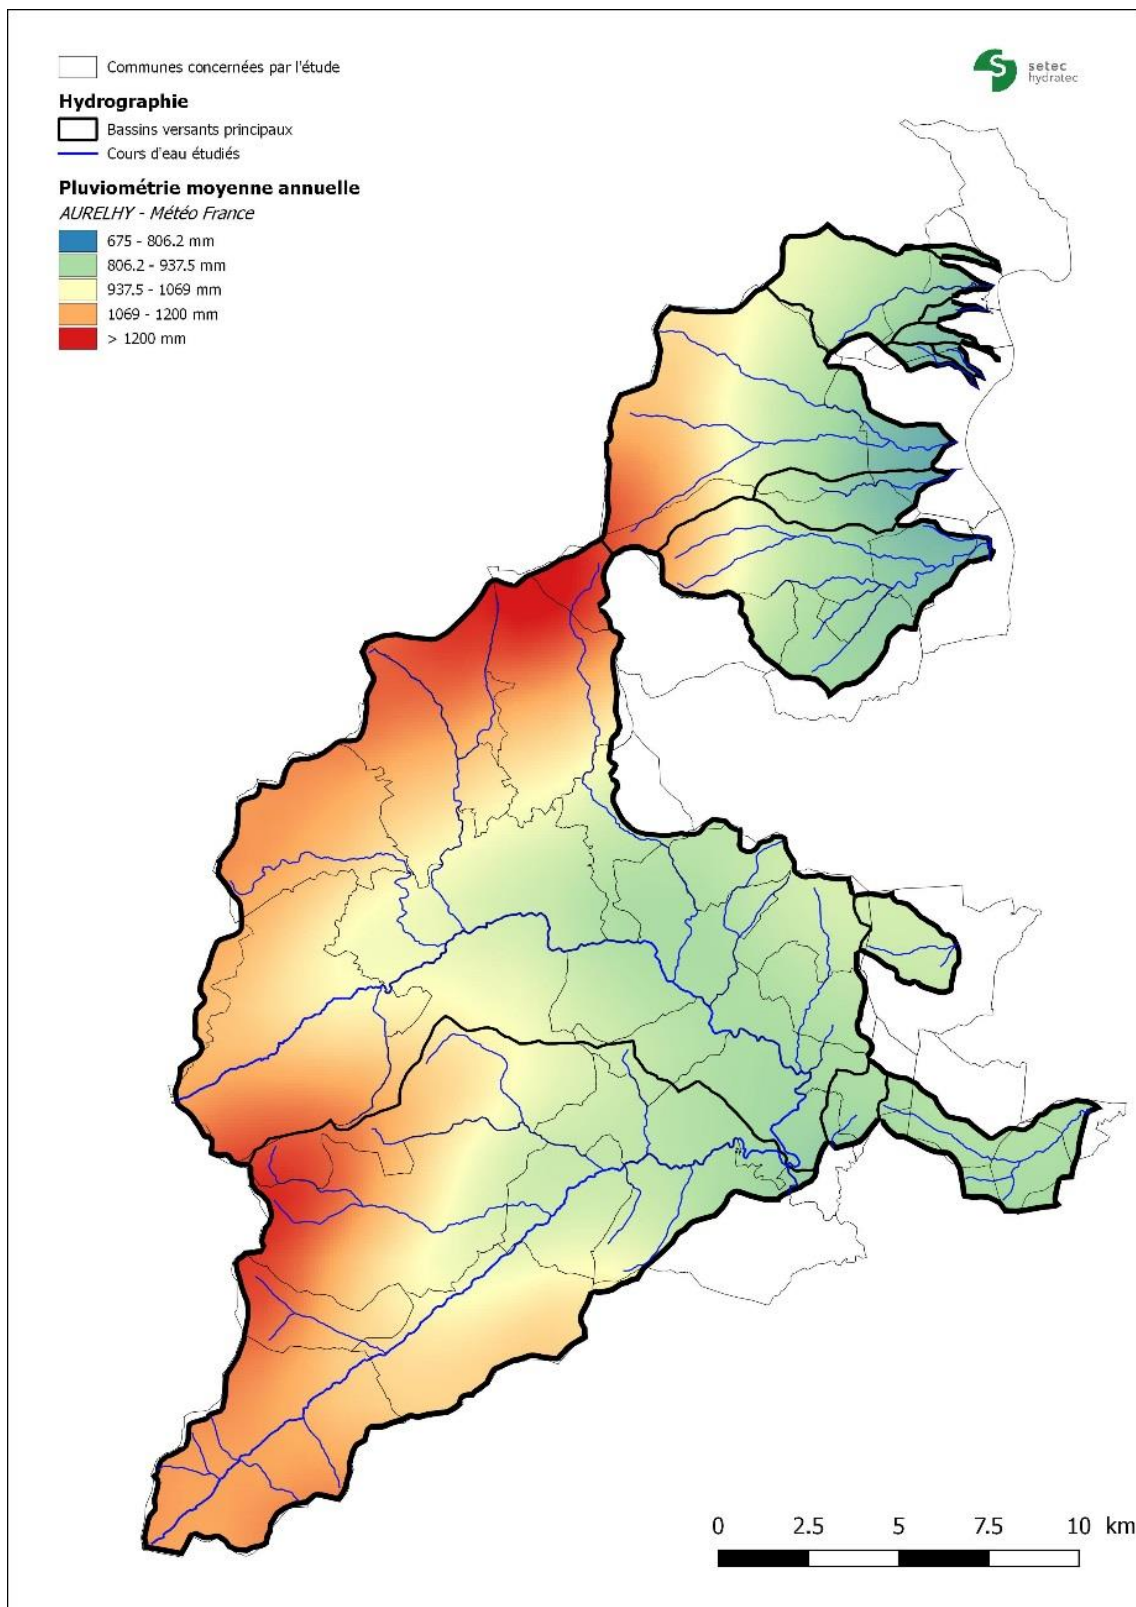 Communes concernées par l'étude
Hydrographie
Bassins versants principaux
Cours d'eau étudiés
Pluviométrie moyenne annuelle
AURELHY - Météo France
675 - 806.2 mm
806.2 - 937.5 mm
937.5 - 1069 mm
1069 - 1200 mm
> 1200 mm
S
setec
hydratec
0 2.5 5 7.5 10 km